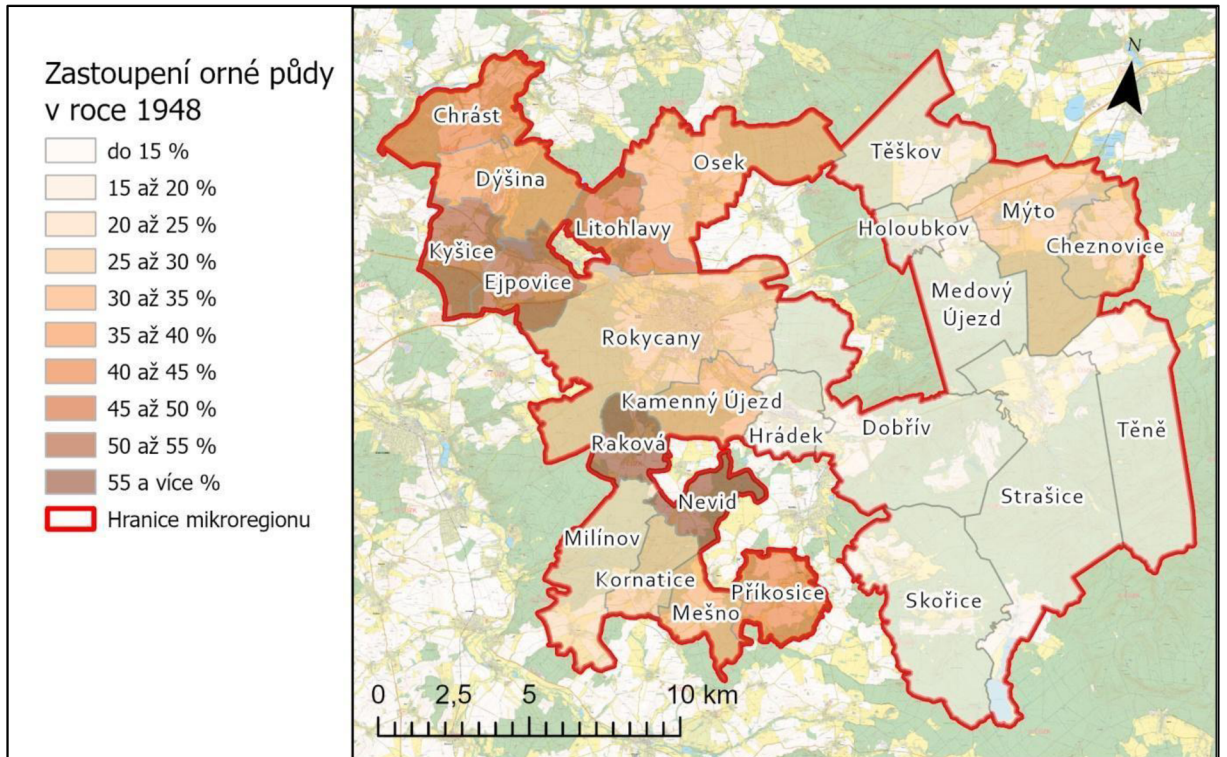 Zastoupení orné půdy
v roce 1948
do 15 %
15 až 20 %
20 až 25 %
25 až 30 %
30 až 35 %
35 až 40 %
40 až 45 %
45 až 50 %
50 až 55 %
55 a více %
Hranice mikroregionu
N
Chrást
Osek
Těškov
Dýšina
Mýto
Litohlavy
Holoubkov
Cheznovice
Kyšice
Ejpovice
Medový
Újezd
Rokycany
Kamenný Újezd
Hrádek
Dobřív
Těně
Raková
Strašice
Nevid
Milínov
Kornatice
Příkosice
Skořice
Mešno
0 2,5 5 10 km